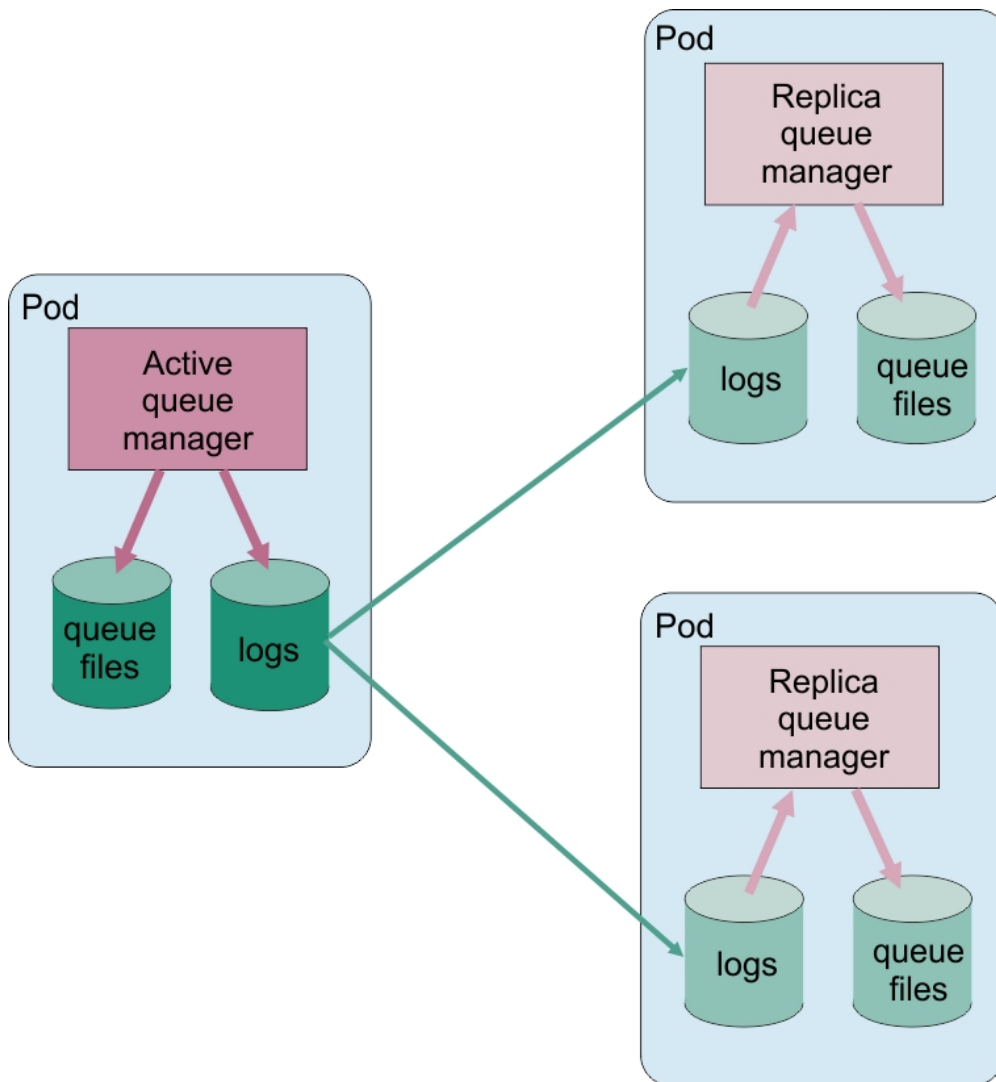 Pod
Active
queue
manager
queue
files
logs
Pod
Replica
queue
manager
logs
queue
files
Pod
Replica
queue
manager
logs
queue
files